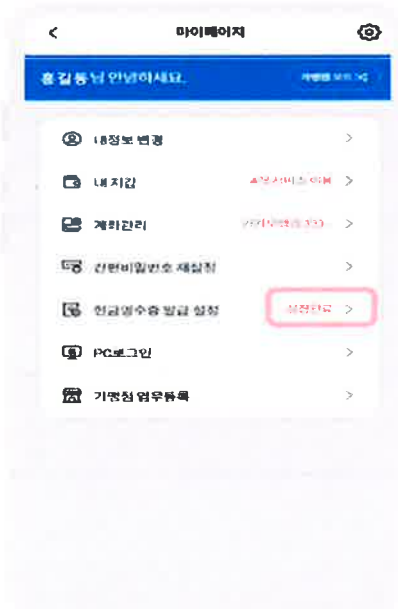 마이페이지
홍길동님 안녕하세요.
내정보 변경
내지갑
계좌관리
간편비밀번호 재설정
현금영수증 발급 설정 설정완료
PC로그인
가맹점 업무등록